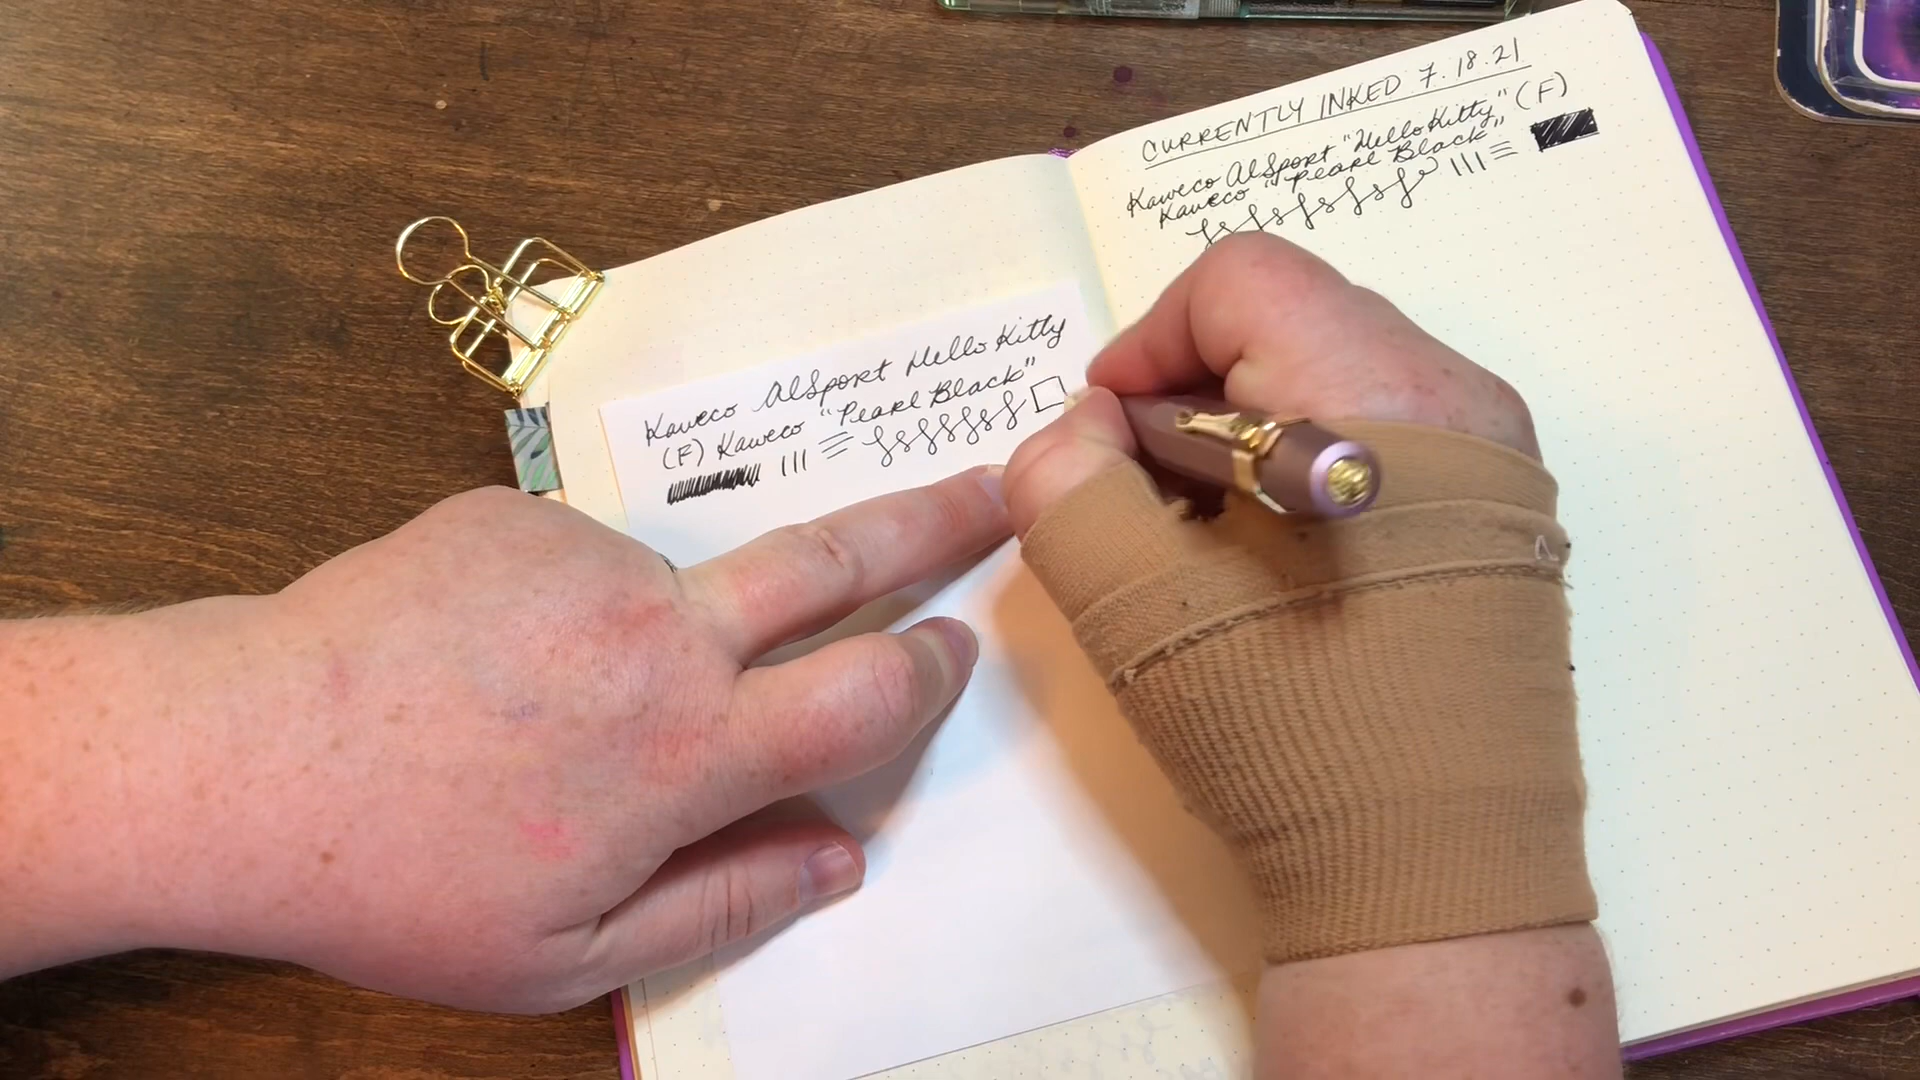 Kaweco AlSport Hello Kitty
(F) Kaweco "Pearl Black"
CURRENTLY INKED 7.18.21
Kaweco AlSport "Hello Kitty" (F)
Kaweco "Pearl Black"